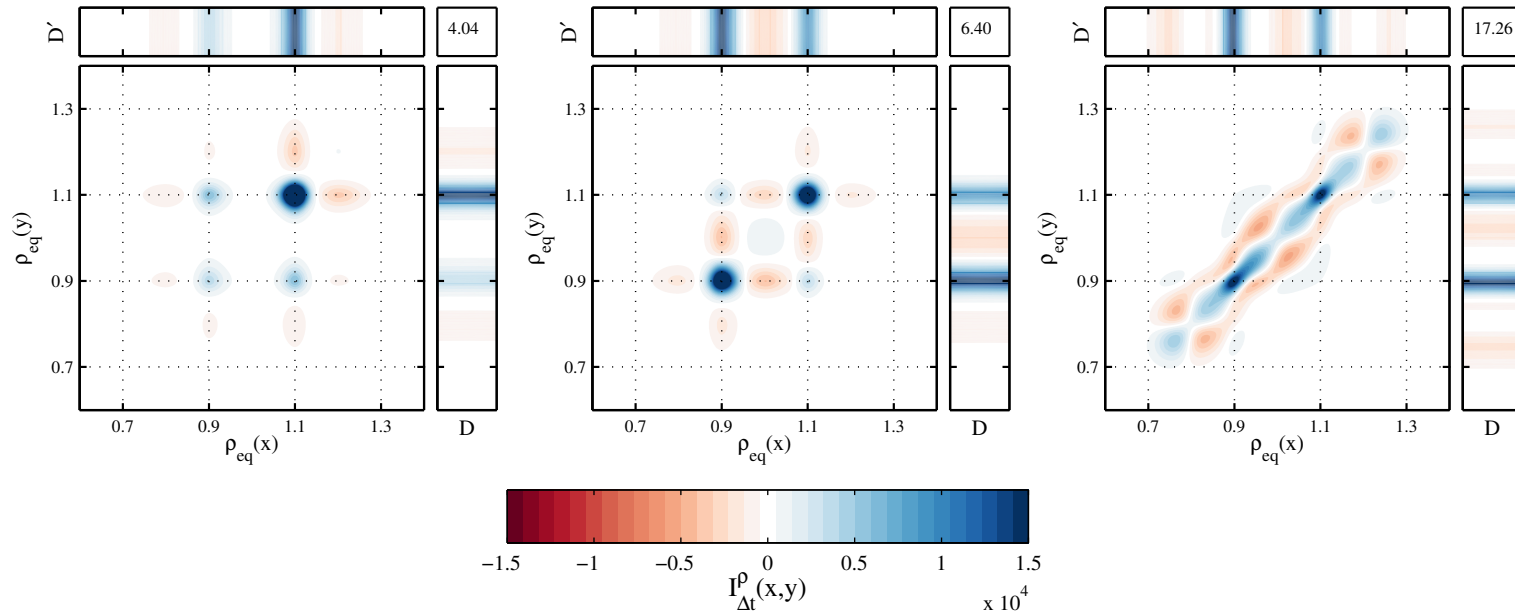 D′ 4.04 D′ 6.40 D′ 17.26
1.3 1.3 1.3
1.1 1.1 1.1
ρeq(y) ρeq(y) ρeq(y)
0.9 0.9 0.9
0.7 0.7 0.7
0.7 0.9 1.1 1.3 D 0.7 0.9 1.1 1.3 D 0.7 0.9 1.1 1.3 D
ρeq(x) ρeq(x) ρeq(x)
−1.5 −1 −0.5 0 0.5 1 1.5
I^ρ_Δt(x,y) x 10^4